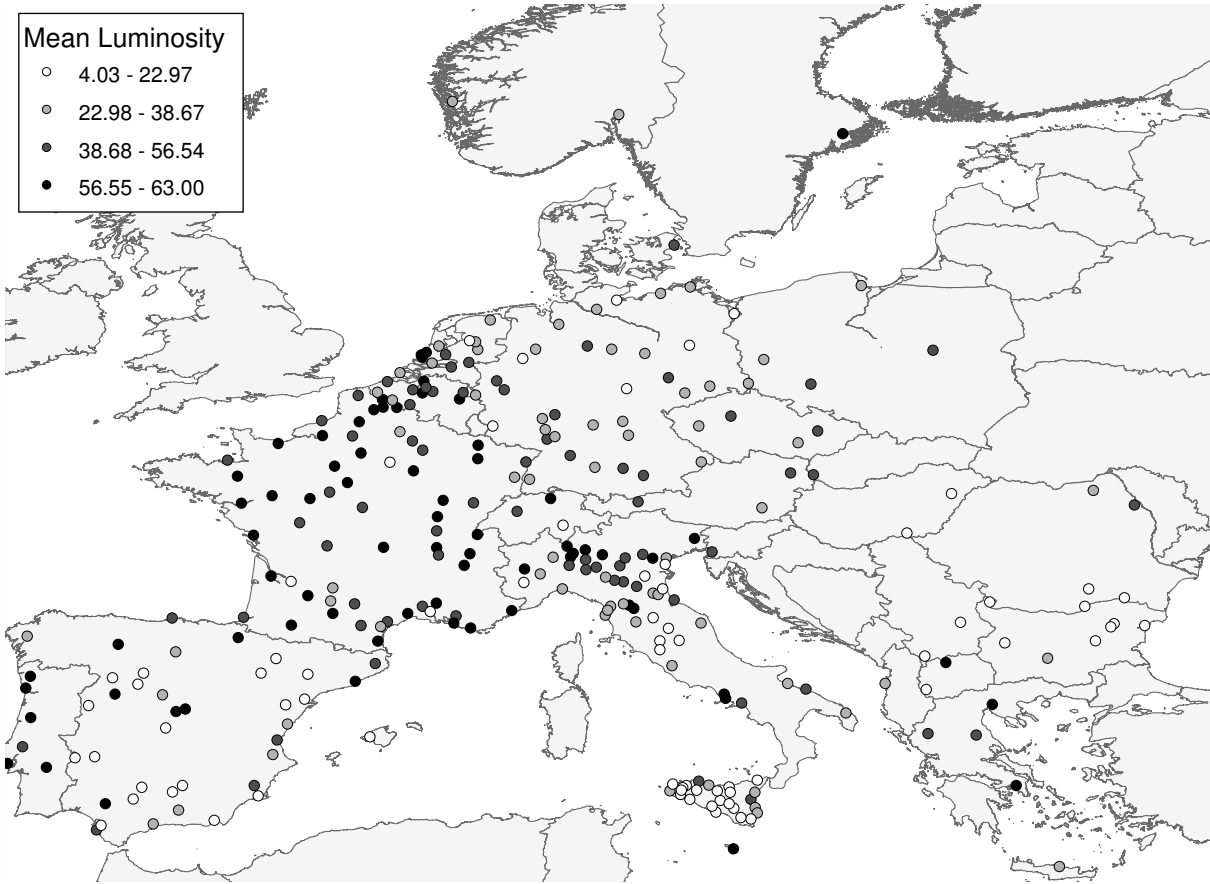 Mean Luminosity
4.03 - 22.97
22.98 - 38.67
38.68 - 56.54
56.55 - 63.00